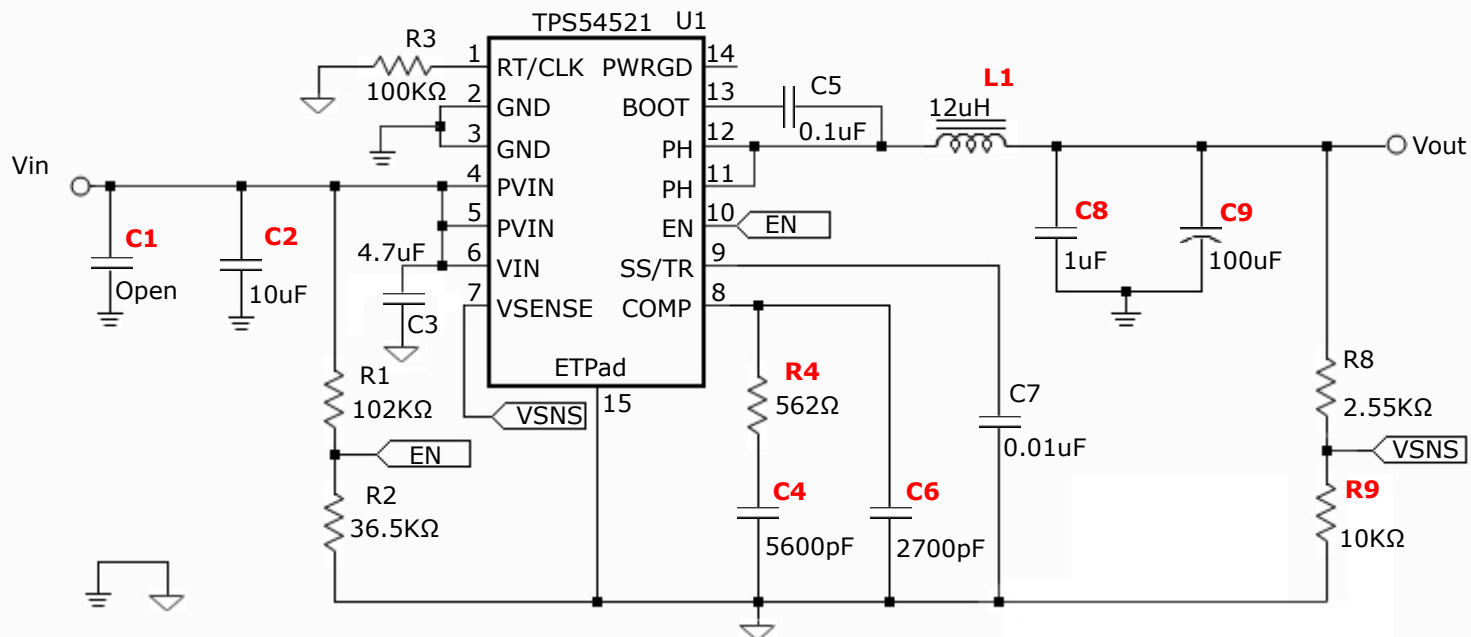 TPS54521 U1
R3
100KΩ
1 RT/CLK PWRGD 14
2 GND BOOT 13
3 GND PH 12
4 PVIN PH 11
5 PVIN EN 10
6 VIN SS/TR 9
7 VSENSE COMP 8
ETPad
15
C5
0.1uF
L1
12uH
Vout
Vin
EN
C1
Open
C2
10uF
4.7uF
C3
C8
1uF
C9
100uF
R1
102KΩ
VSNS
R4
562Ω
C7
0.01uF
R8
2.55KΩ
VSNS
EN
R2
36.5KΩ
C4
5600pF
C6
2700pF
R9
10KΩ